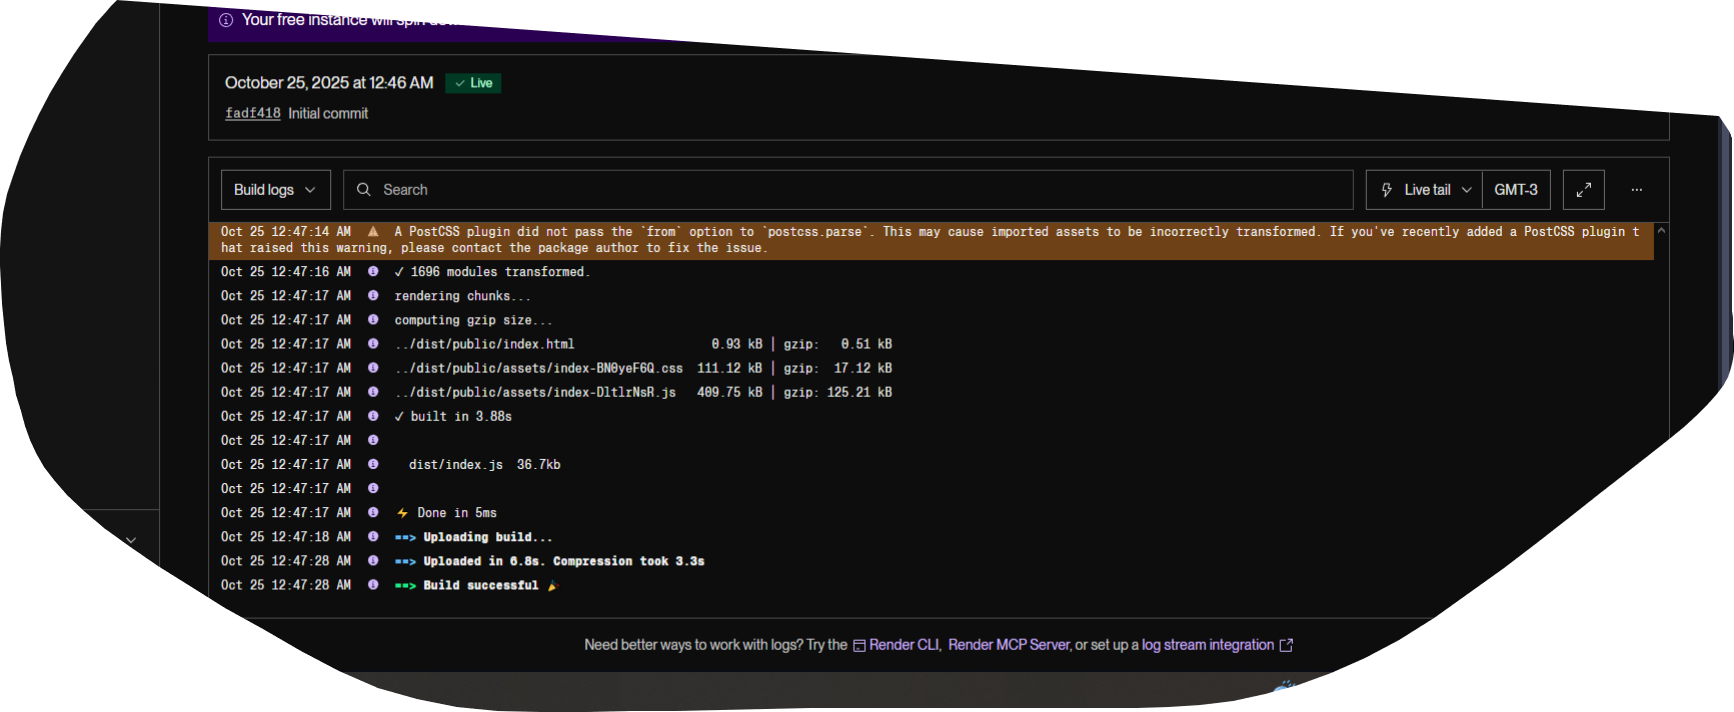 Your free instance will spin
October 25, 2025 at 12:46 AM Live
fadf418 Initial commit
Build logs Search Live tail GMT-3 ...
Oct 25 12:47:14 AM A PostCSS plugin did not pass the `from` option to `postcss.parse`. This may cause imported assets to be incorrectly transformed. If you've recently added a PostCSS plugin t
hat raised this warning, please contact the package author to fix the issue.
Oct 25 12:47:16 AM ✓ 1696 modules transformed.
Oct 25 12:47:17 AM rendering chunks...
Oct 25 12:47:17 AM computing gzip size...
Oct 25 12:47:17 AM ../dist/public/index.html 0.93 kB │ gzip: 0.51 kB
Oct 25 12:47:17 AM ../dist/public/assets/index-BN0yeF6Q.css 111.12 kB │ gzip: 17.12 kB
Oct 25 12:47:17 AM ../dist/public/assets/index-DltlrNsR.js 409.75 kB │ gzip: 125.21 kB
Oct 25 12:47:17 AM ✓ built in 3.88s
Oct 25 12:47:17 AM
Oct 25 12:47:17 AM dist/index.js 36.7kb
Oct 25 12:47:17 AM
Oct 25 12:47:17 AM ⚡ Done in 5ms
Oct 25 12:47:18 AM ==> Uploading build...
Oct 25 12:47:28 AM ==> Uploaded in 6.8s. Compression took 3.3s
Oct 25 12:47:28 AM ==> Build successful 🎉
Need better ways to work with logs? Try the Render CLI, Render MCP Server, or set up a log stream integration